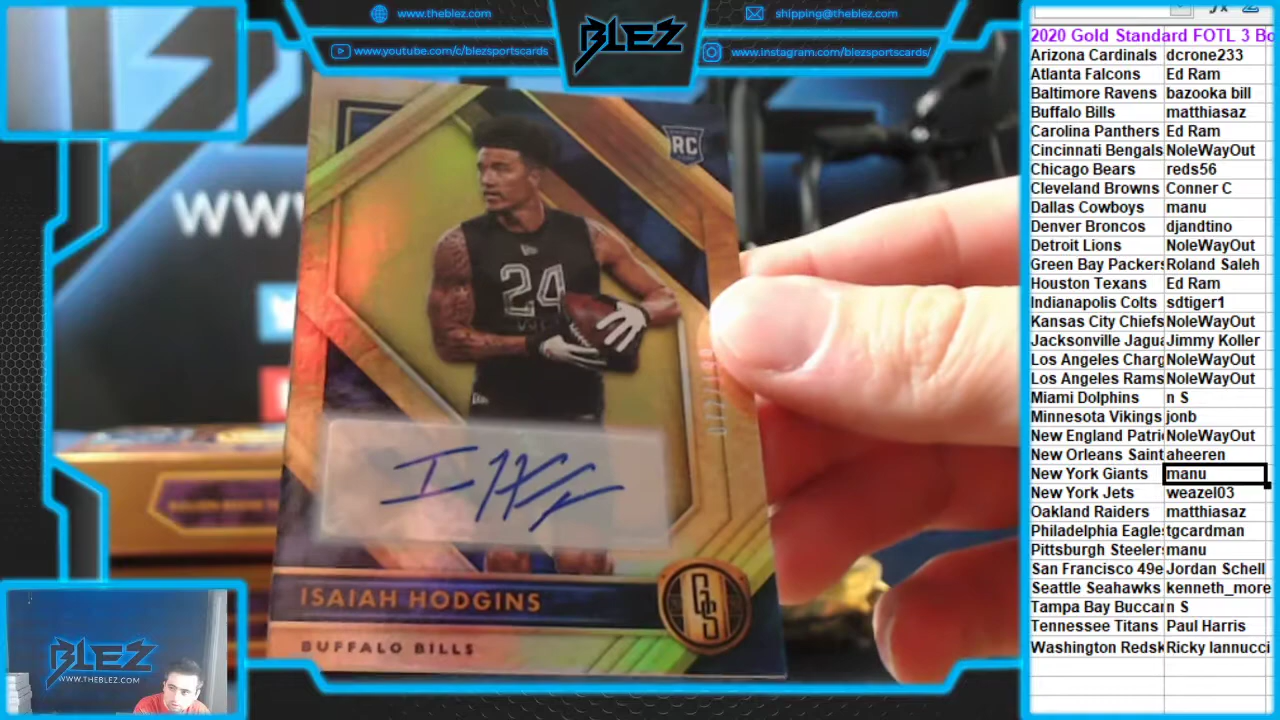 www.theblez.com
www.youtube.com/c/blezsportscards
BLEZ
shipping@theblez.com
www.instagram.com/blezsportscards/
WW
RC
24
ISAIAH HODGINS
BUFFALO BILLS
GS
BLEZ
WWW.THEBLEZ.COM
2020 Gold Standard FOTL 3 Bo
Arizona Cardinals dcrone233
Atlanta Falcons Ed Ram
Baltimore Ravens bazooka bill
Buffalo Bills matthiasaz
Carolina Panthers Ed Ram
Cincinnati Bengals NoleWayOut
Chicago Bears reds56
Cleveland Browns Conner C
Dallas Cowboys manu
Denver Broncos djandtino
Detroit Lions NoleWayOut
Green Bay Packers Roland Saleh
Houston Texans Ed Ram
Indianapolis Colts sdtiger1
Kansas City Chiefs NoleWayOut
Jacksonville Jagua Jimmy Koller
Los Angeles Charg NoleWayOut
Los Angeles Rams NoleWayOut
Miami Dolphins n S
Minnesota Vikings jonb
New England Patri NoleWayOut
New Orleans Saint aheeren
New York Giants manu
New York Jets weazel03
Oakland Raiders matthiasaz
Philadelphia Eagle tgcardman
Pittsburgh Steeler manu
San Francisco 49e Jordan Schell
Seattle Seahawks kenneth_more
Tampa Bay Buccan n S
Tennessee Titans Paul Harris
Washington Redsk Ricky Iannucci